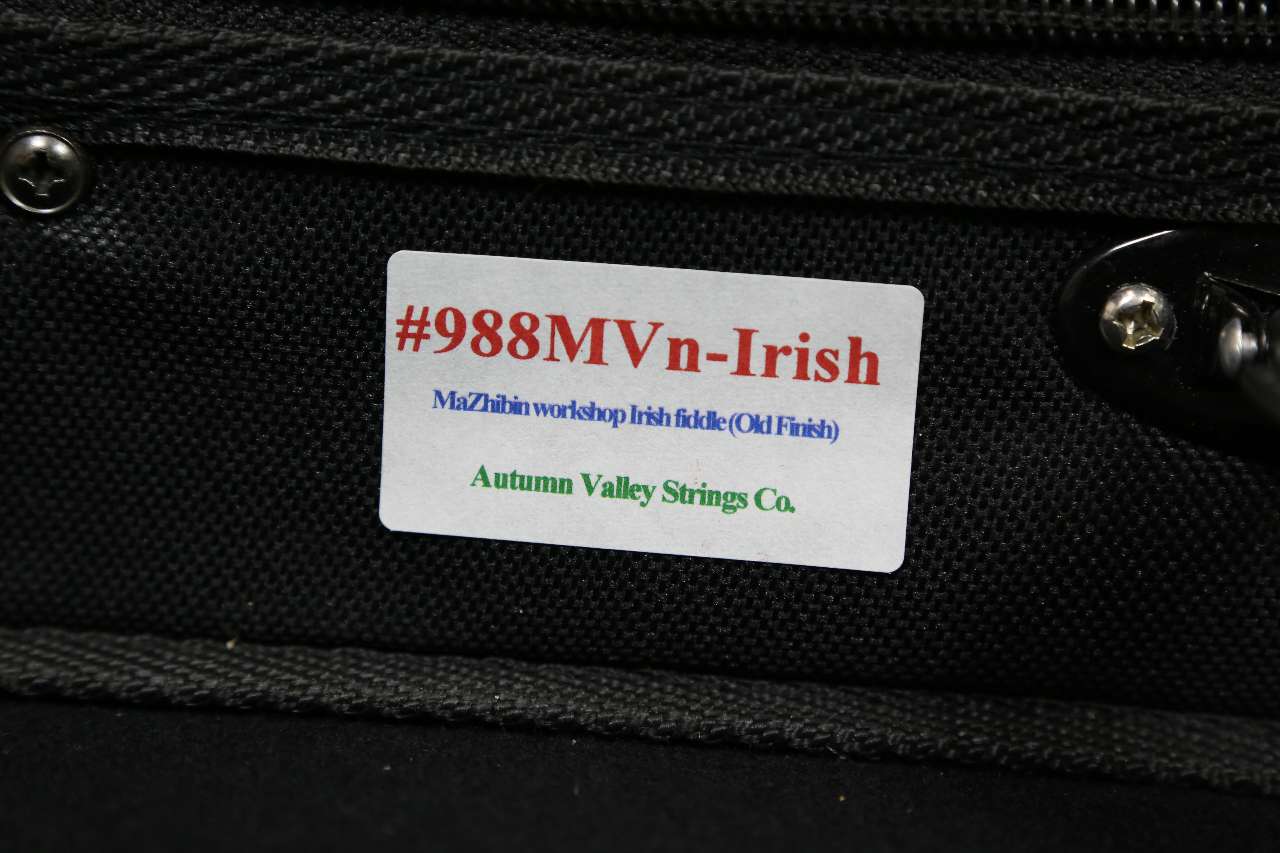 #988MVn-Irish
MaZhibin workshop Irish fiddle (Old Finish)
Autumn Valley Strings Co.